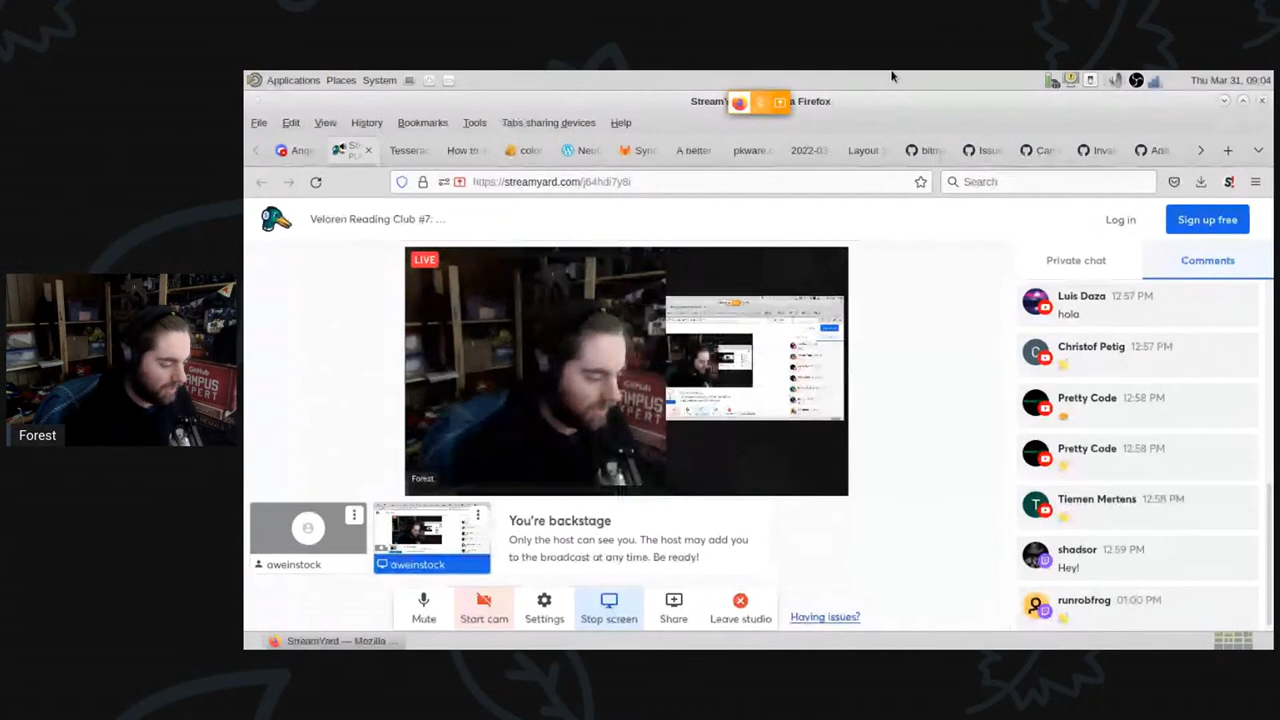 Applications Places System
Thu Mar 31, 09:04
Firefox
File Edit View History Bookmarks Tools Tabs sharing devices Help
Tesserac
How to
color
Sync
A better
pkware.c
2022-03-
Layout
Issue
https://streamyard.com/j64hdi7y8i
Search
Veloren Reading Club #7: ...
Log in
Sign up free
LIVE
Private chat
Comments
Luis Daza 12:57 PM
hola
Christof Petig 12:57 PM
Pretty Code 12:58 PM
Pretty Code 12:58 PM
Tiemen Mertens 12:58 PM
shadsor 12:59 PM
Hey!
runrobfrog 01:00 PM
GitHub
CAMPUS
EXPERT
Forest
Forest
You're backstage
Only the host can see you. The host may add you
to the broadcast at any time. Be ready!
aweinstock
aweinstock
Mute
Start cam
Settings
Stop screen
Share
Leave studio
Having issues?
StreamYard — Mozilla ...